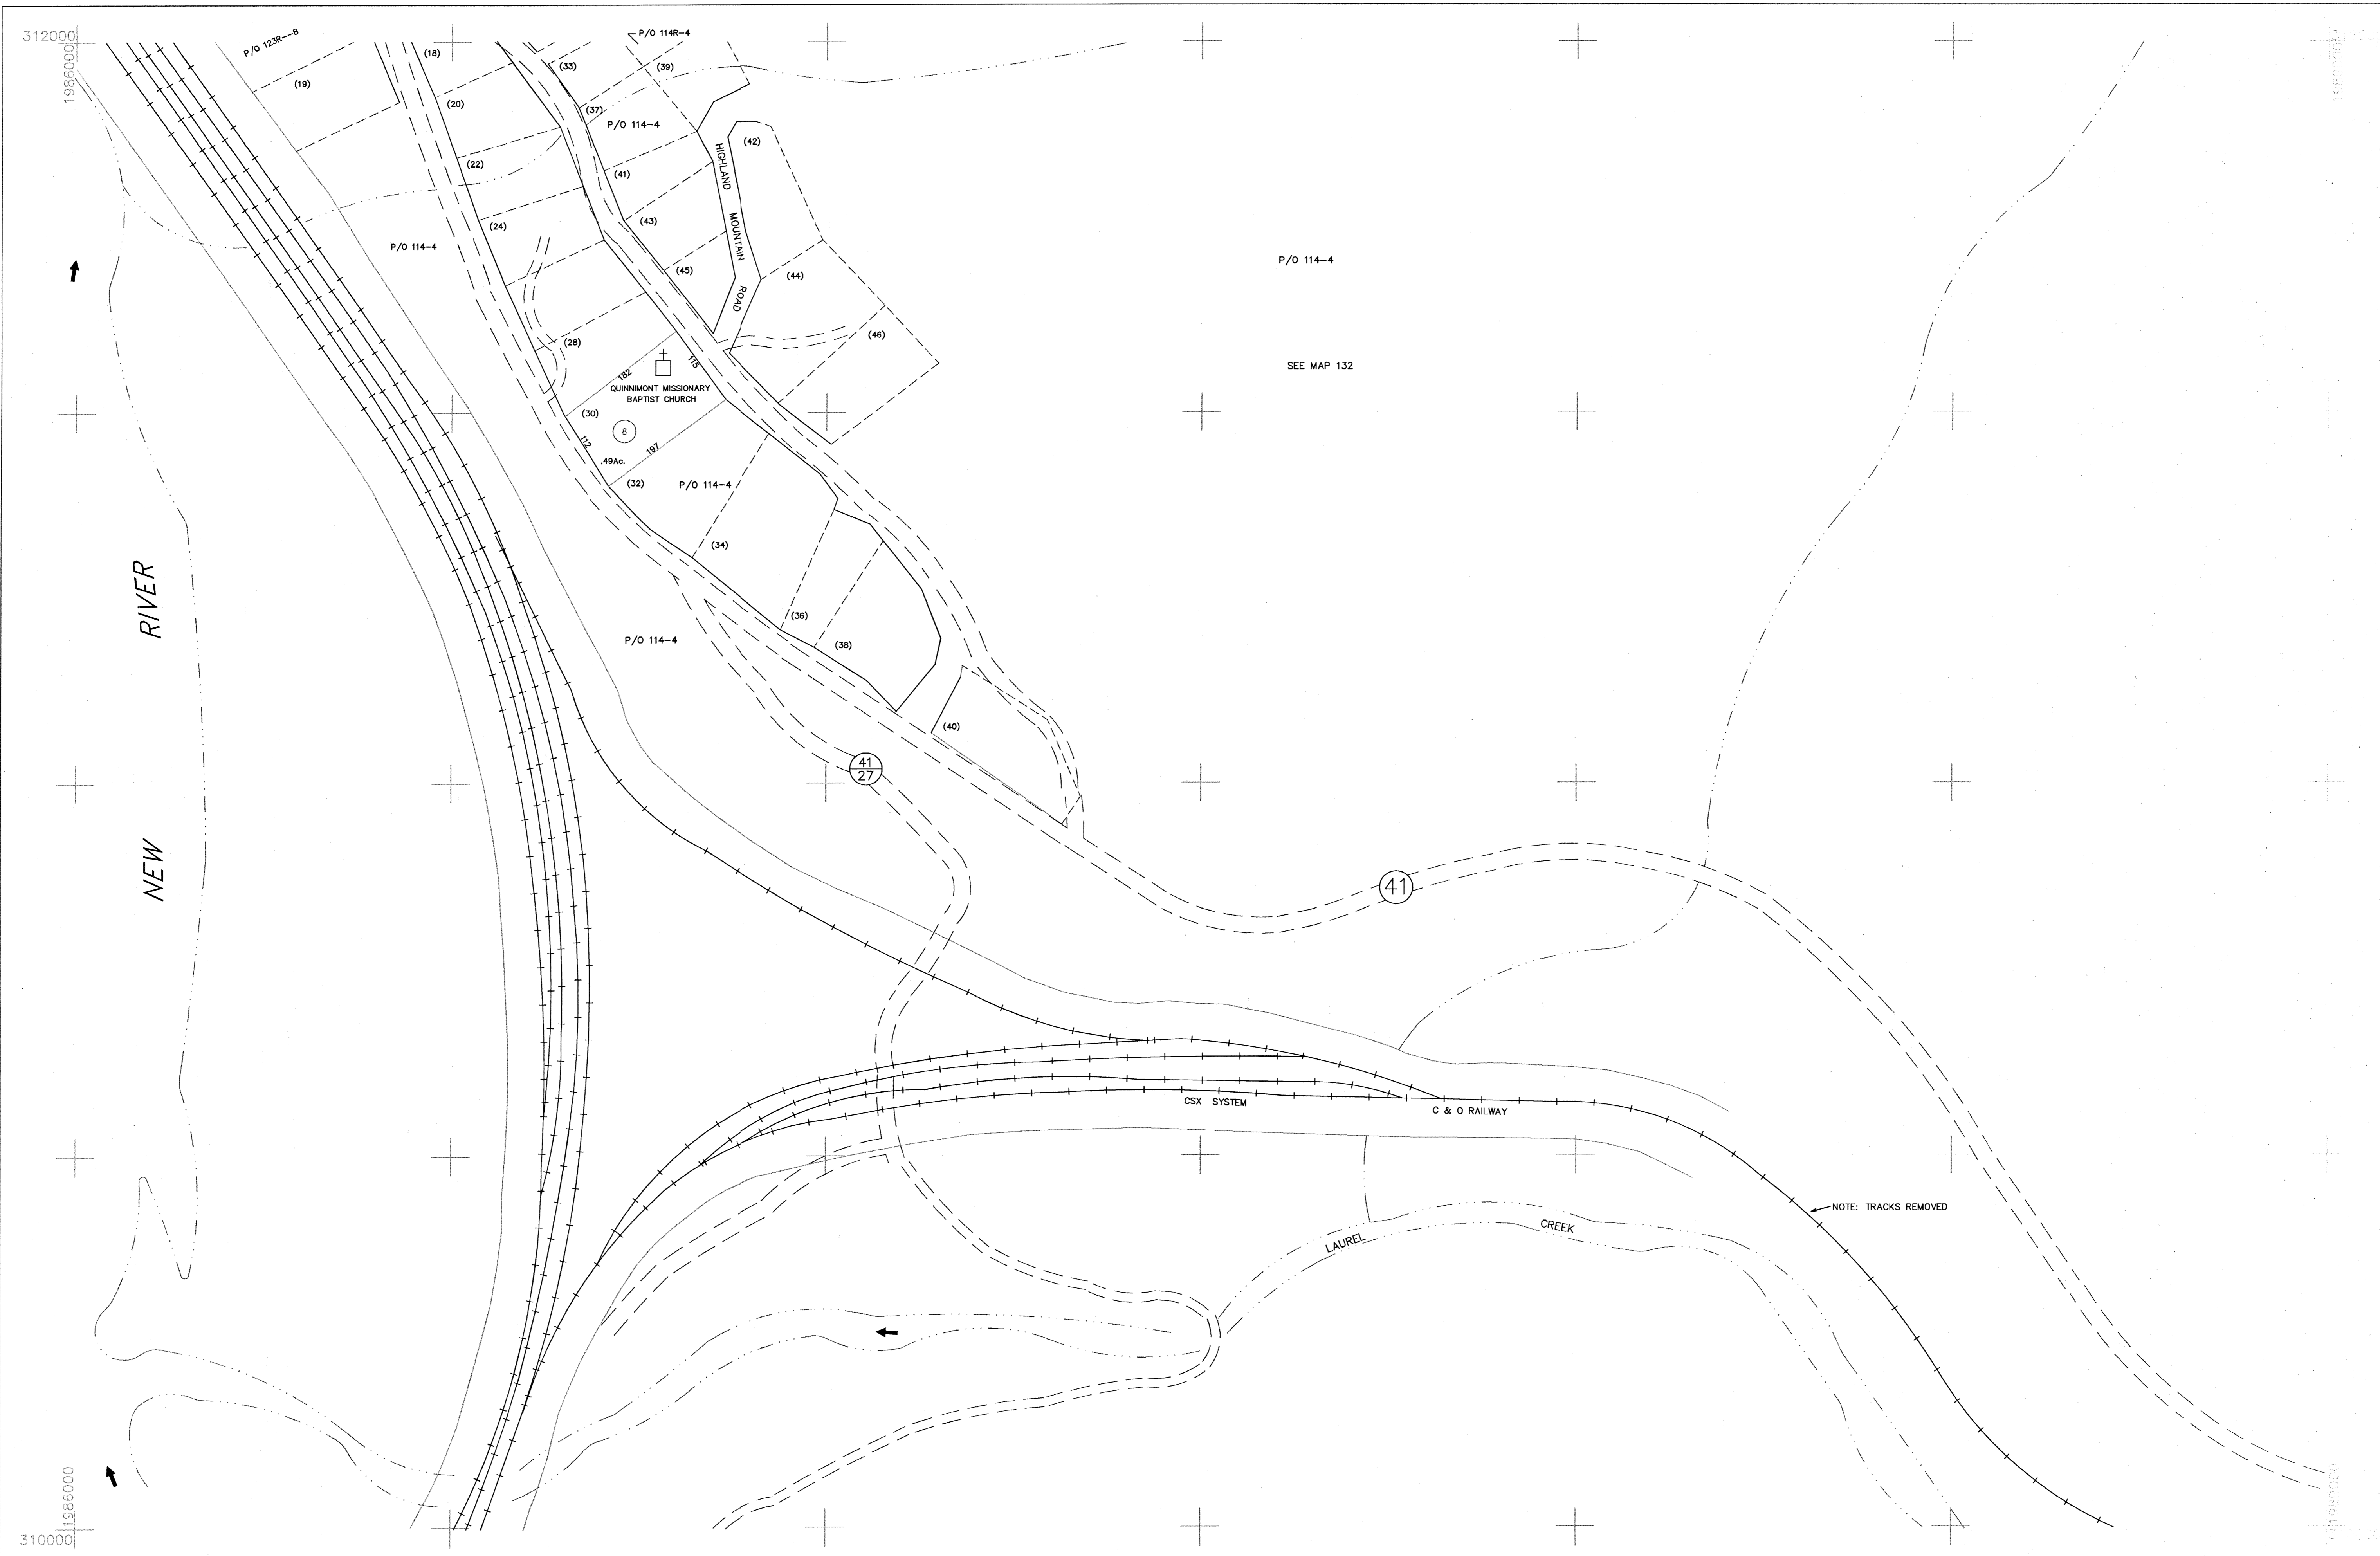 312000
1986000
P/O 123R--8
(19)
(18)
(20)
(22)
(24)
P/O 114-4
(28)
P/O 114R-4
(33)
(39)
(37)
P/O 114-4
(41)
(43)
(45)
HIGHLAND MOUNTAIN ROAD
(42)
(44)
(46)
P/O 114-4
SEE MAP 132
182
115
QUINNIMONT MISSIONARY
BAPTIST CHURCH
(30)
8
112
197
.49Ac.
(32)
P/O 114-4
(34)
(36)
(38)
P/O 114-4
(40)
41
27
41
NEW RIVER
CSX SYSTEM
C & O RAILWAY
NOTE: TRACKS REMOVED
LAUREL CREEK
1986000
310000
1989000